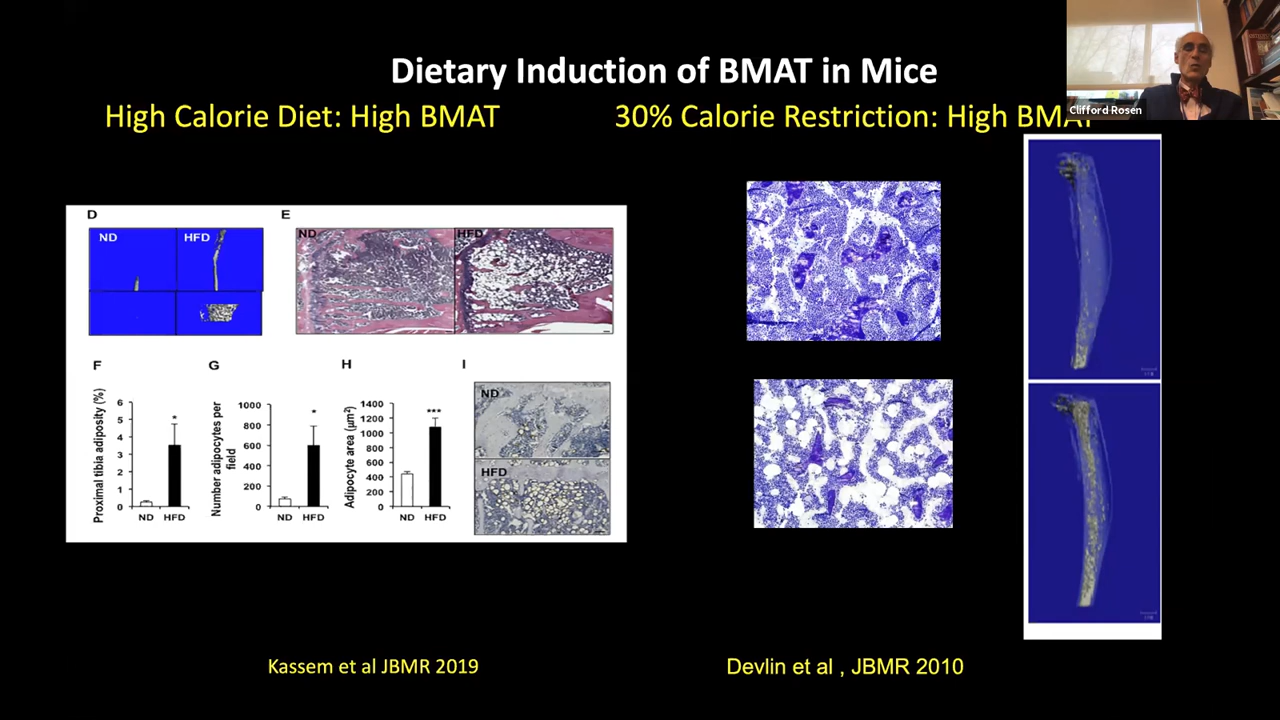 Dietary Induction of BMAT in Mice
Clifford Rosen
High Calorie Diet: High BMAT
30% Calorie Restriction: High BMAT
D
E
ND
HFD
ND
HFD
F
G
H
I
Proximal tibia adiposity (%)
6
5
4
3
2
1
0
*
ND
HFD
Number adipocytes per
field
1000
800
600
400
200
0
*
ND
HFD
Adipocyte area (µm²)
1400
1200
1000
800
600
400
200
0
***
ND
HFD
ND
HFD
Kassem et al JBMR 2019
Devlin et al , JBMR 2010